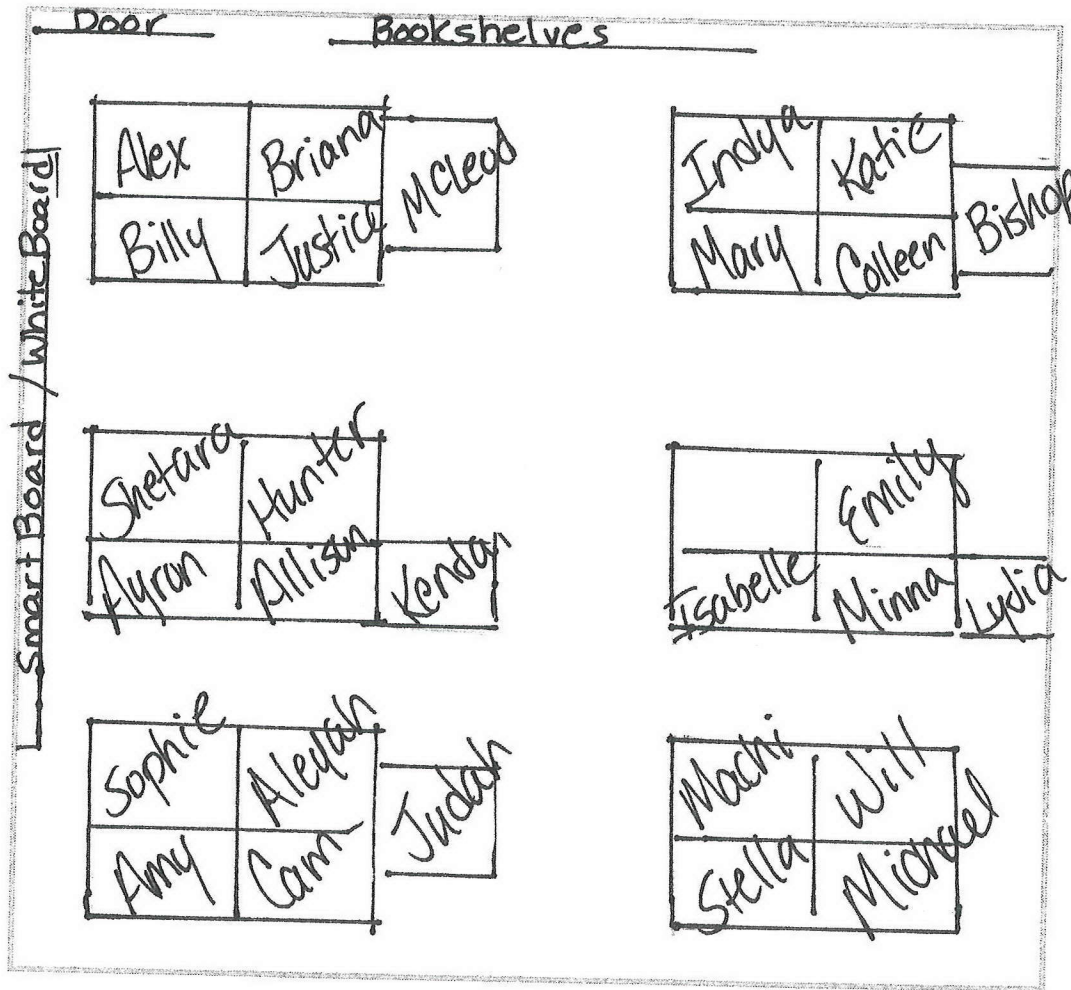 Door Bookshelves
Smart Board / White Board
Alex Briana McLeod
Billy Justice
Indya Katie Bishop
Mary Colleen
Shetara Hunter
Ayron Allison Kendah
Emily
Isabelle Minna Lydia
Sophie Aleyah Judah
Amy Cam
Machi Will
Stella Michael